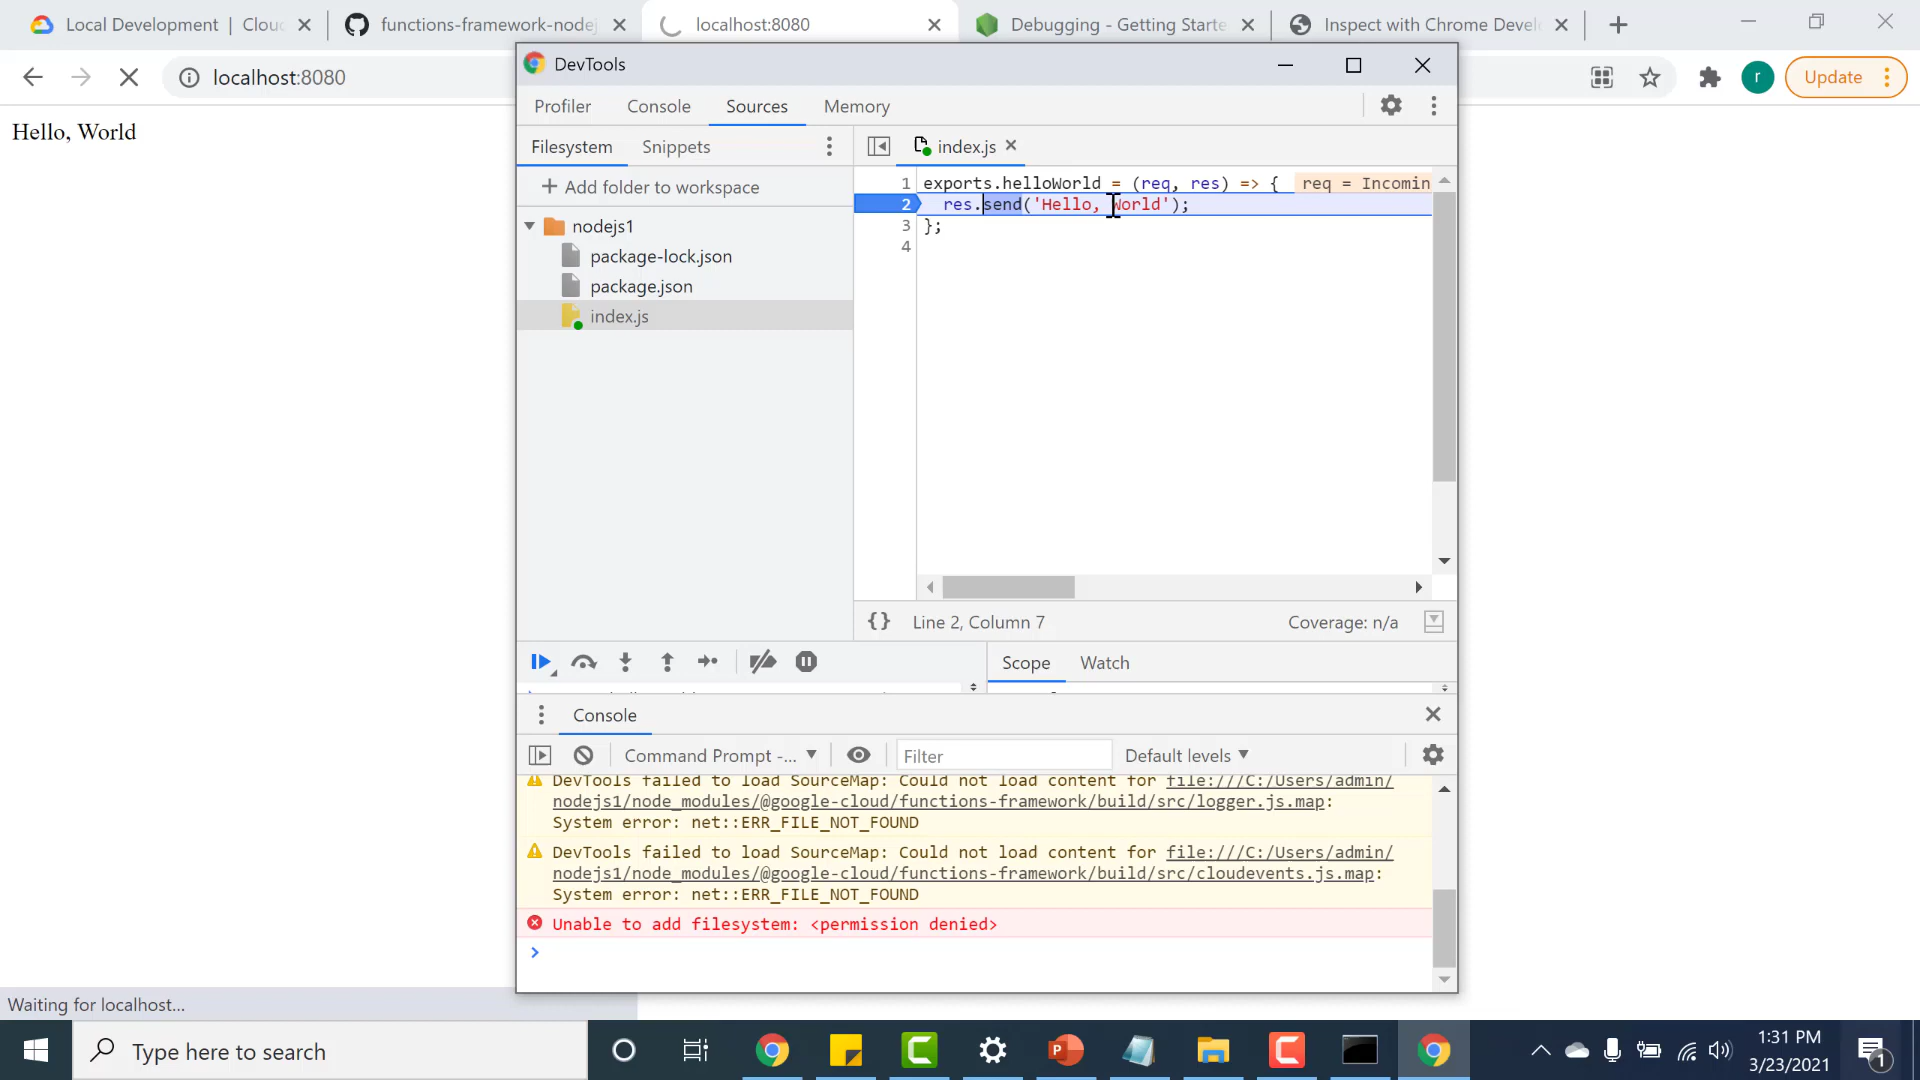 Local Development | Clou
functions-framework-nodej
localhost:8080
Debugging - Getting Starte
Inspect with Chrome Devel
localhost:8080
r
Update
Hello, World
DevTools
Profiler
Console
Sources
Memory
Filesystem
Snippets
index.js
+ Add folder to workspace
nodejs1
package-lock.json
package.json
index.js
1 exports.helloWorld = (req, res) => { req = Incomin
2 res.send('Hello, World');
3 };
4
{} Line 2, Column 7
Coverage: n/a
Scope
Watch
Console
Command Prompt -...
Filter
Default levels
DevTools failed to load SourceMap: Could not load content for file:///C:/Users/admin/
nodejs1/node_modules/@google-cloud/functions-framework/build/src/logger.js.map:
System error: net::ERR_FILE_NOT_FOUND
DevTools failed to load SourceMap: Could not load content for file:///C:/Users/admin/
nodejs1/node_modules/@google-cloud/functions-framework/build/src/cloudevents.js.map:
System error: net::ERR_FILE_NOT_FOUND
Unable to add filesystem: <permission denied>
Waiting for localhost...
Type here to search
1:31 PM
3/23/2021
1